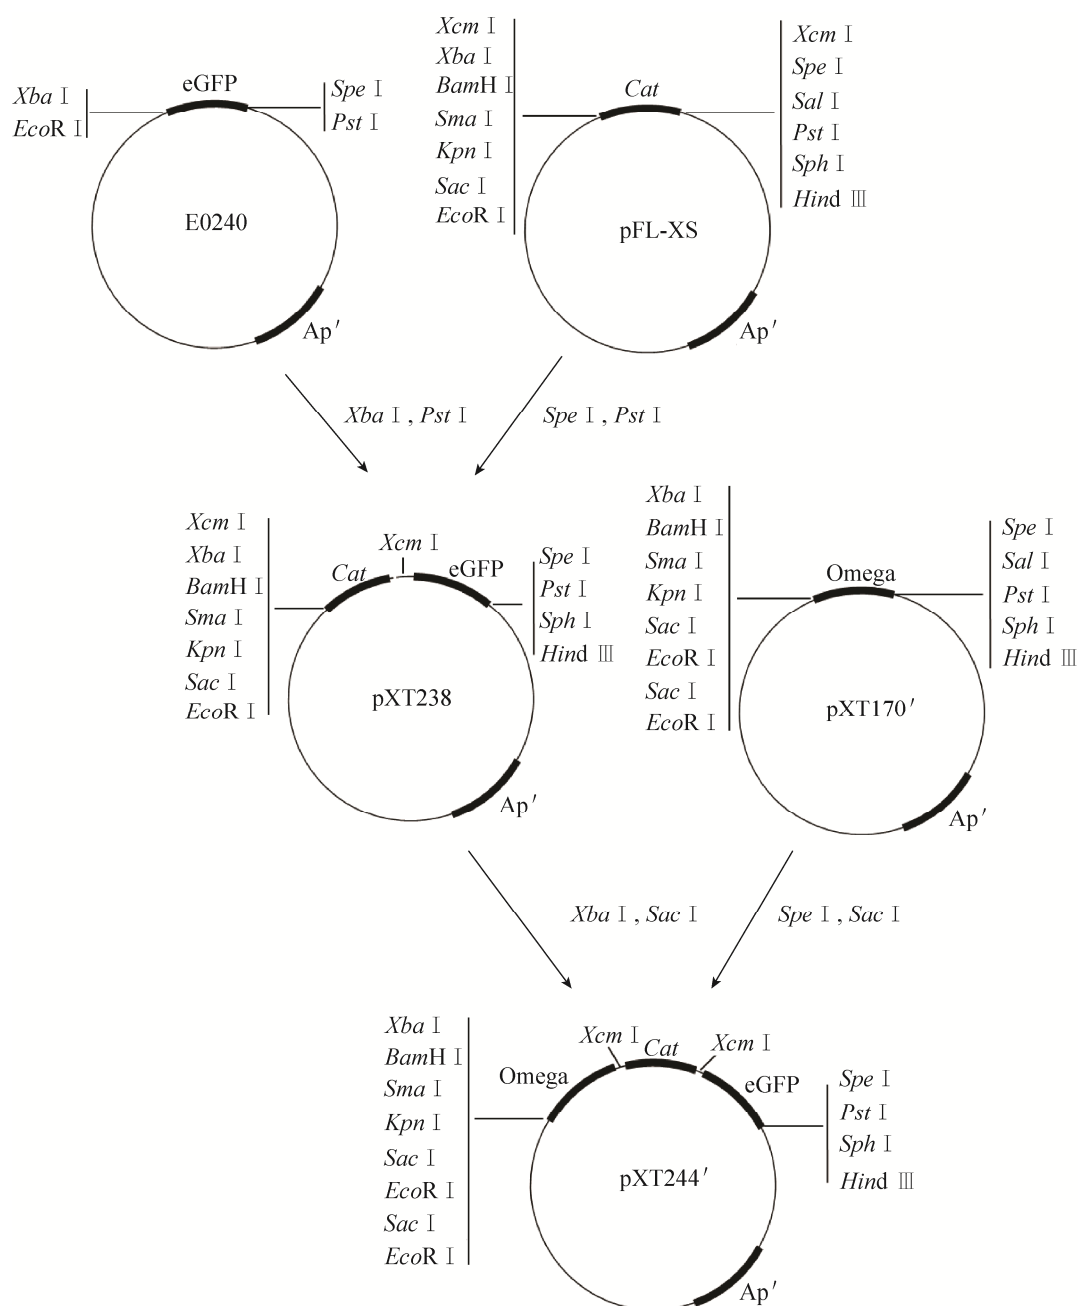 Xba Ⅰ
EcoR Ⅰ
eGFP
Spe Ⅰ
Pst Ⅰ
E0240
Ap′
Xcm Ⅰ
Xba Ⅰ
BamH Ⅰ
Sma Ⅰ
Kpn Ⅰ
Sac Ⅰ
EcoR Ⅰ
Cat
Xcm Ⅰ
Spe Ⅰ
Sal Ⅰ
Pst Ⅰ
Sph Ⅰ
Hind Ⅲ
pFL-XS
Ap′
Xba Ⅰ , Pst Ⅰ
Spe Ⅰ , Pst Ⅰ
Xcm Ⅰ
Xba Ⅰ
BamH Ⅰ
Sma Ⅰ
Kpn Ⅰ
Sac Ⅰ
EcoR Ⅰ
Cat
Xcm Ⅰ
eGFP
Spe Ⅰ
Pst Ⅰ
Sph Ⅰ
Hind Ⅲ
pXT238
Ap′
Xba Ⅰ
BamH Ⅰ
Sma Ⅰ
Kpn Ⅰ
Sac Ⅰ
EcoR Ⅰ
Sac Ⅰ
EcoR Ⅰ
Omega
Spe Ⅰ
Sal Ⅰ
Pst Ⅰ
Sph Ⅰ
Hind Ⅲ
pXT170′
Ap′
Xba Ⅰ , Sac Ⅰ
Spe Ⅰ , Sac Ⅰ
Xba Ⅰ
BamH Ⅰ
Sma Ⅰ
Kpn Ⅰ
Sac Ⅰ
EcoR Ⅰ
Sac Ⅰ
EcoR Ⅰ
Omega
Xcm Ⅰ
Cat
Xcm Ⅰ
eGFP
Spe Ⅰ
Pst Ⅰ
Sph Ⅰ
Hind Ⅲ
pXT244′
Ap′